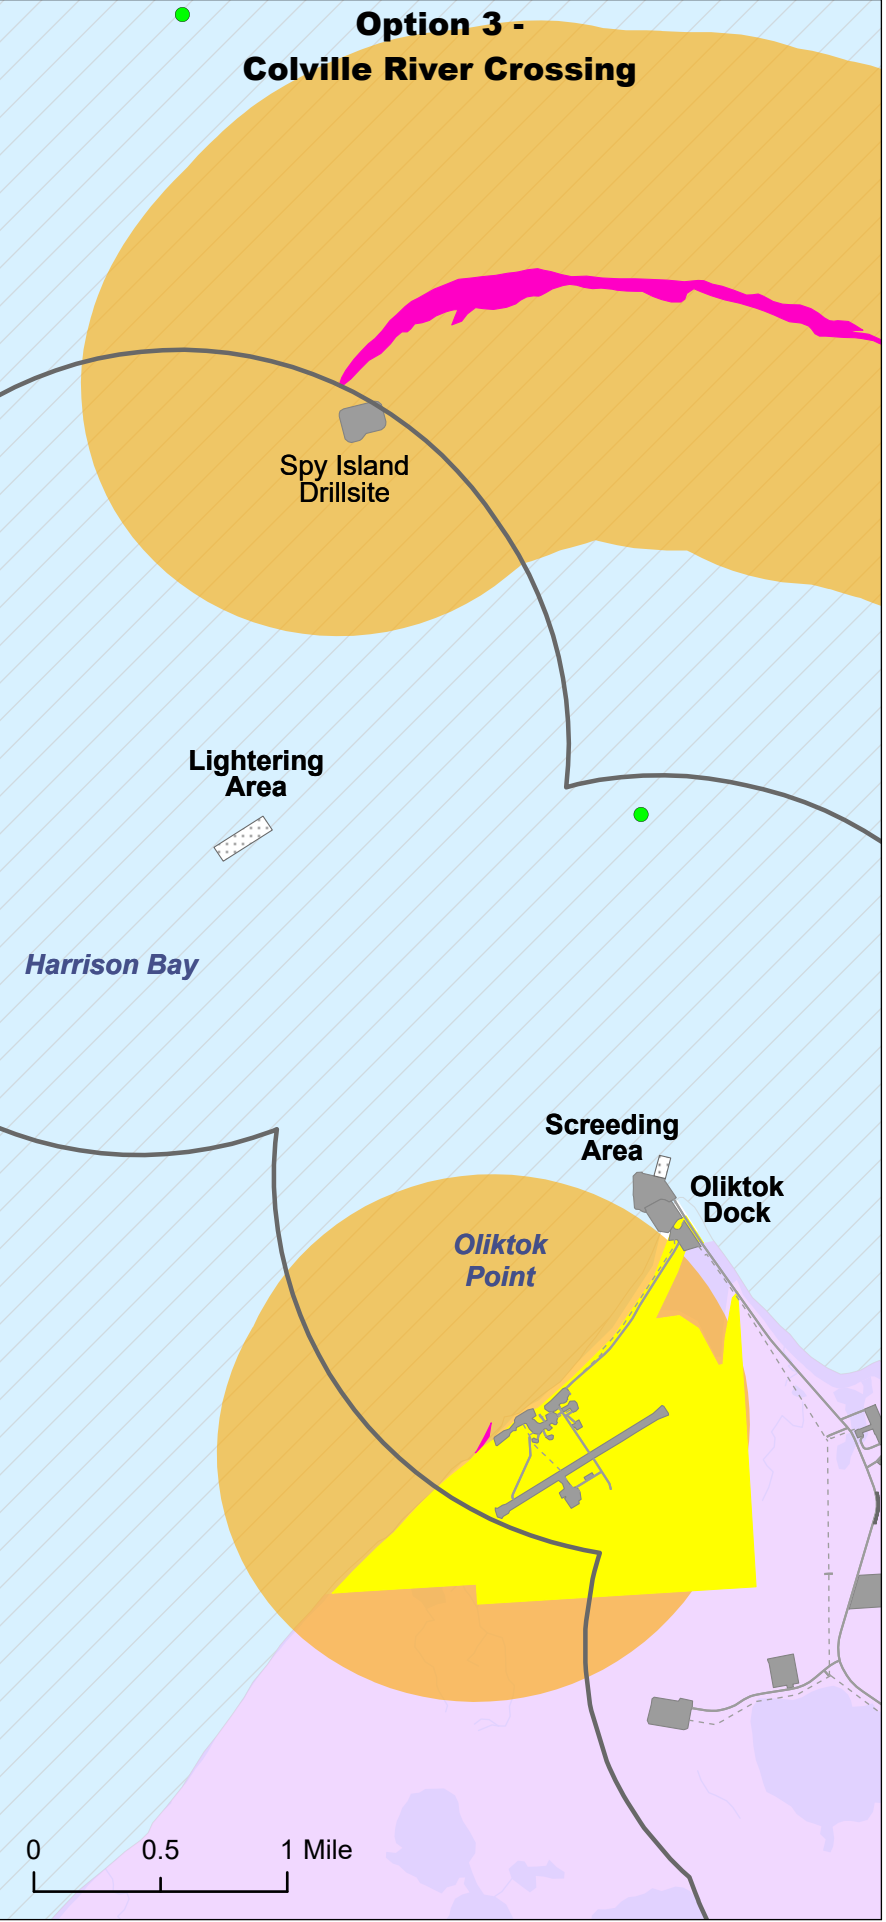 Option 3 -
Colville River Crossing
Spy Island
Drillsite
Lightering
Area
Harrison Bay
Screeding
Area
Oliktok
Dock
Oliktok
Point
0 0.5 1 Mile